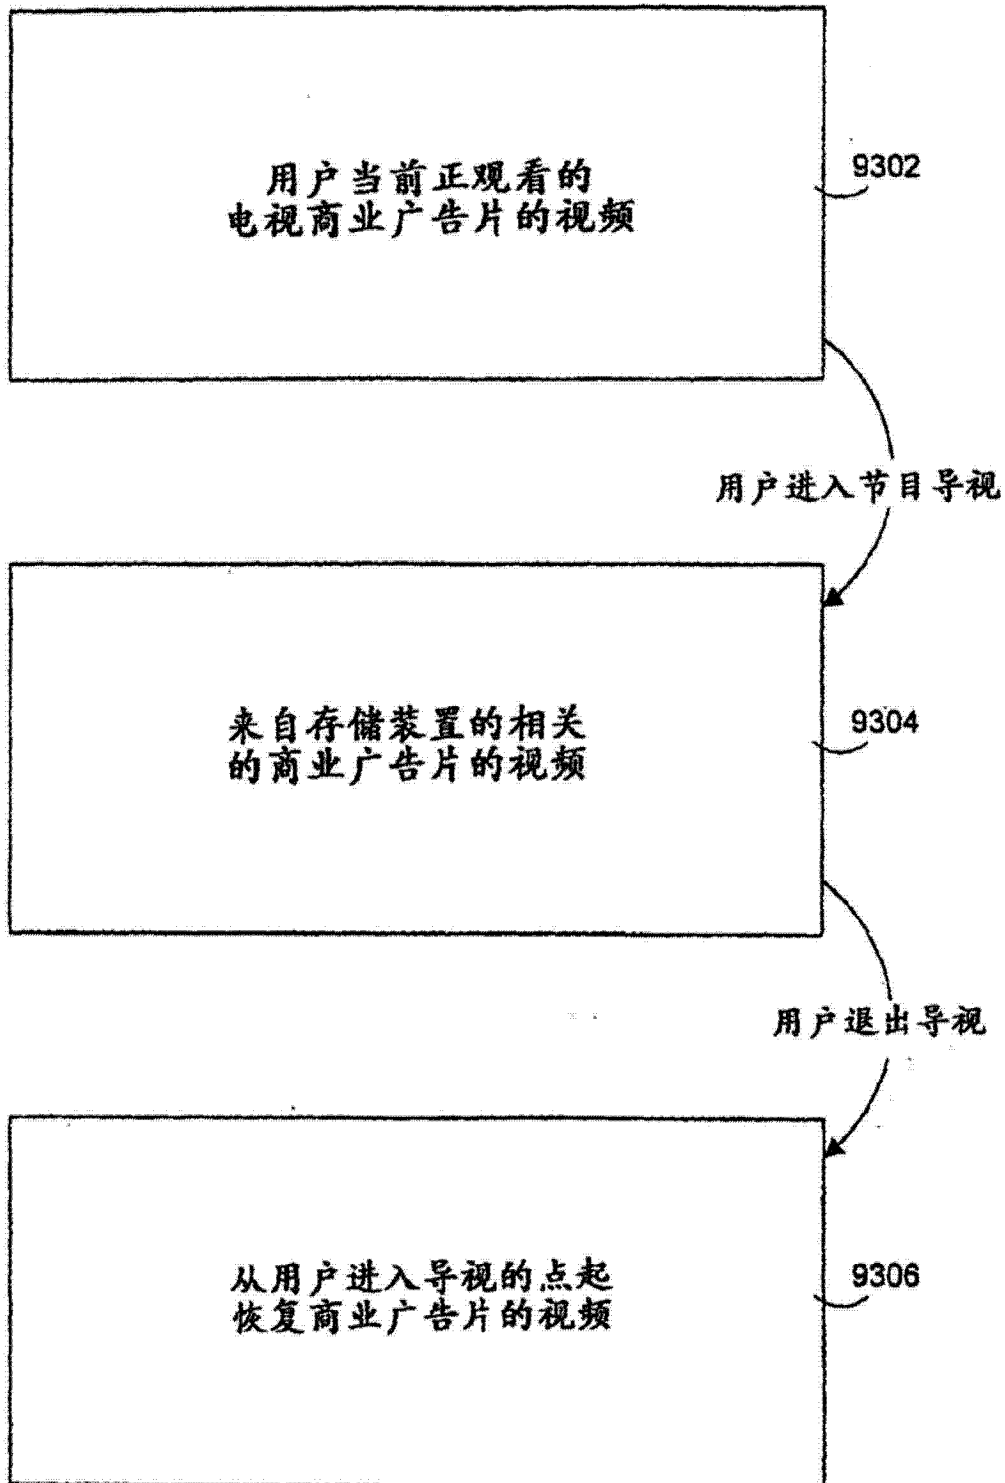 用户当前正观看的
电视商业广告片的视频
9302
用户进入节目导视
来自存储装置的相关
的商业广告片的视频
9304
用户退出导视
从用户进入导视的点起
恢复商业广告片的视频
9306